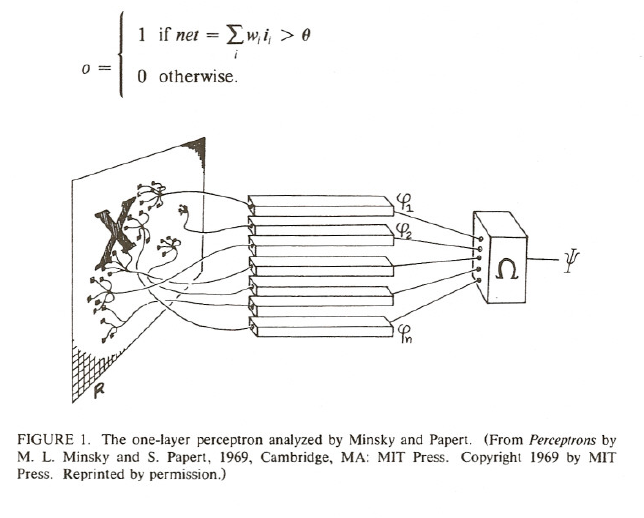 o = { 1 if net = ∑ wᵢ iᵢ > θ
i
0 otherwise.
X
φ1
φ2
Ω
Ψ
φn
R
FIGURE 1. The one-layer perceptron analyzed by Minsky and Papert. (From Perceptrons by
M. L. Minsky and S. Papert, 1969, Cambridge, MA: MIT Press. Copyright 1969 by MIT
Press. Reprinted by permission.)